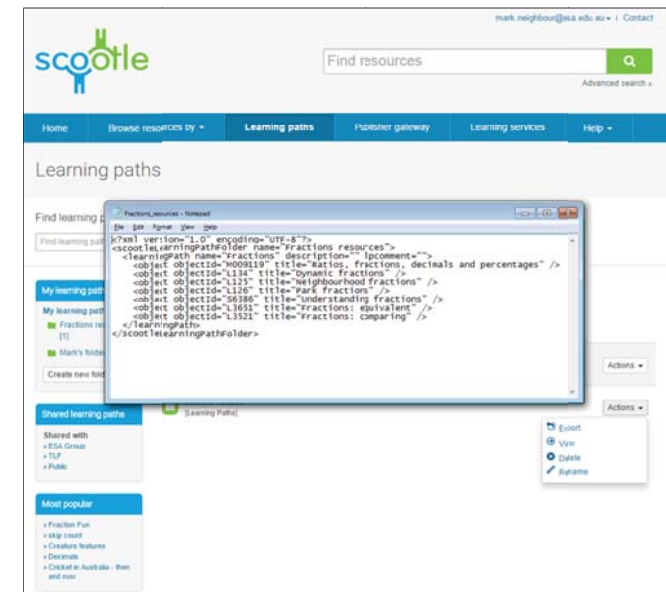 mark.neighbour@esa.edu.au | Contact
scootle
Find resources
Advanced search »
Home Browse resources by Learning paths Publisher gateway Learning services Help
Learning paths
Find learning
Find learning path
Fractions_resources - Notepad
File Edit Format View Help
<?xml version="1.0" encoding="UTF-8"?>
<scootleLearningPathFolder name="Fractions resources">
<learningPath name="Fractions" description="" lpcomment="">
<object objectId="M009119" title="Ratios, fractions, decimals and percentages" />
<object objectId="L134" title="Dynamic fractions" />
<object objectId="L125" title="Neighbourhood fractions" />
<object objectId="L126" title="Park fractions" />
<object objectId="S6386" title="Understanding fractions" />
<object objectId="L3651" title="Fractions: equivalent" />
<object objectId="L3521" title="Fractions: comparing" />
</learningPath>
</scootleLearningPathFolder>
My learning path
My learning path
Fractions res
[1]
Mark's folde
Create new fold
Actions
Actions
[Learning Paths]
Export
View
Delete
Rename
Shared learning paths
Shared with
» ESA Group
» TLF
» Public
Most popular
» Fraction Fun
» skip count
» Creature features
» Decimals
» Cricket in Australia - then
and now